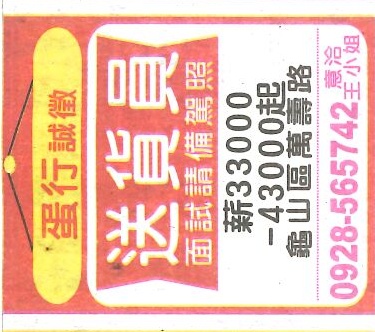 蛋行誠徵
送貨員
面試請備駕照
薪33000
-43000起
龜山區萬壽路
意洽
王小姐
0928-565742